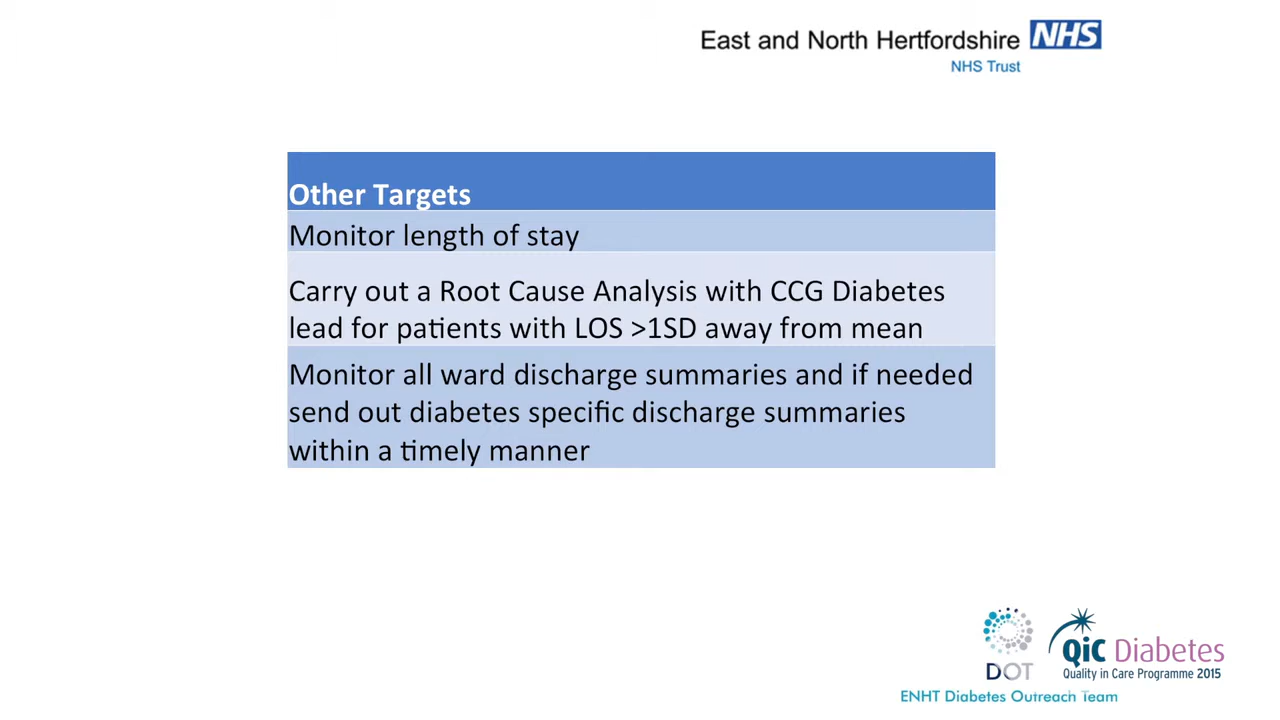 East and North Hertfordshire NHS
NHS Trust
Other Targets
Monitor length of stay
Carry out a Root Cause Analysis with CCG Diabetes
lead for patients with LOS >1SD away from mean
Monitor all ward discharge summaries and if needed
send out diabetes specific discharge summaries
within a timely manner
DOT
QiC Diabetes
Quality in Care Programme 2015
ENHT Diabetes Outreach Team